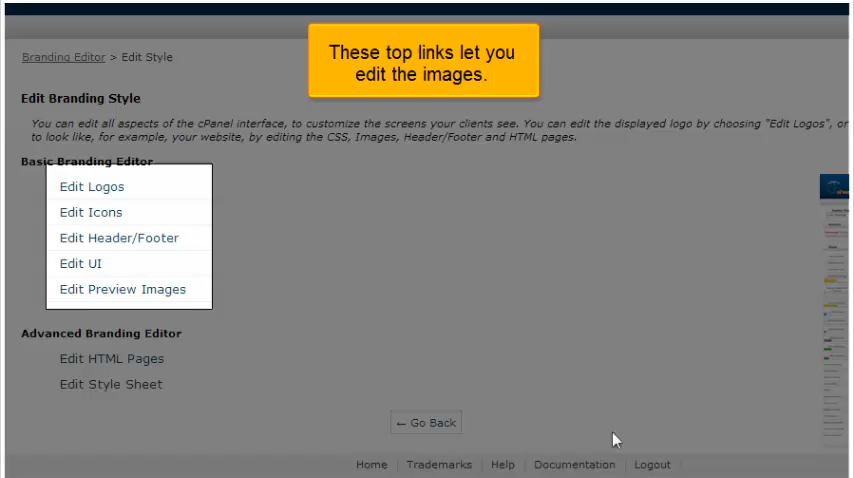 These top links let you
edit the images.
Branding Editor > Edit Style
Edit Branding Style
You can edit all aspects of the cPanel interface, to customize the screens your clients see. You can edit the displayed logo by choosing "Edit Logos", or
to look like, for example, your website, by editing the CSS, Images, Header/Footer and HTML pages.
Basic Branding Editor
Edit Logos
Edit Icons
Edit Header/Footer
Edit UI
Edit Preview Images
Advanced Branding Editor
Edit HTML Pages
Edit Style Sheet
← Go Back
Home Trademarks Help Documentation Logout